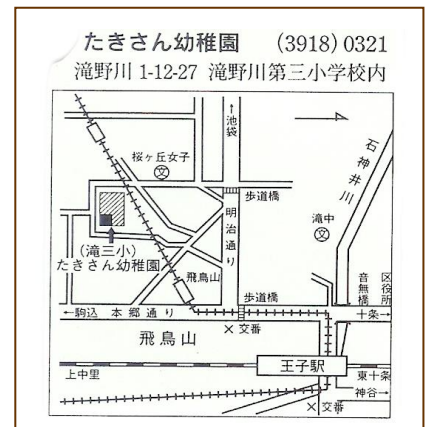 たきさん幼稚園　(3918) 0321
滝野川 1-12-27 滝野川第三小学校内
↑池袋
桜ヶ丘女子
文
石神井川
歩道橋
明治通り
滝中
文
(滝三小)
たきさん幼稚園
飛鳥山
音無橋
区役所
歩道橋
←駒込 本郷通り
十条→
×交番
飛鳥山
王子駅
上中里
東十条
神谷→
×交番